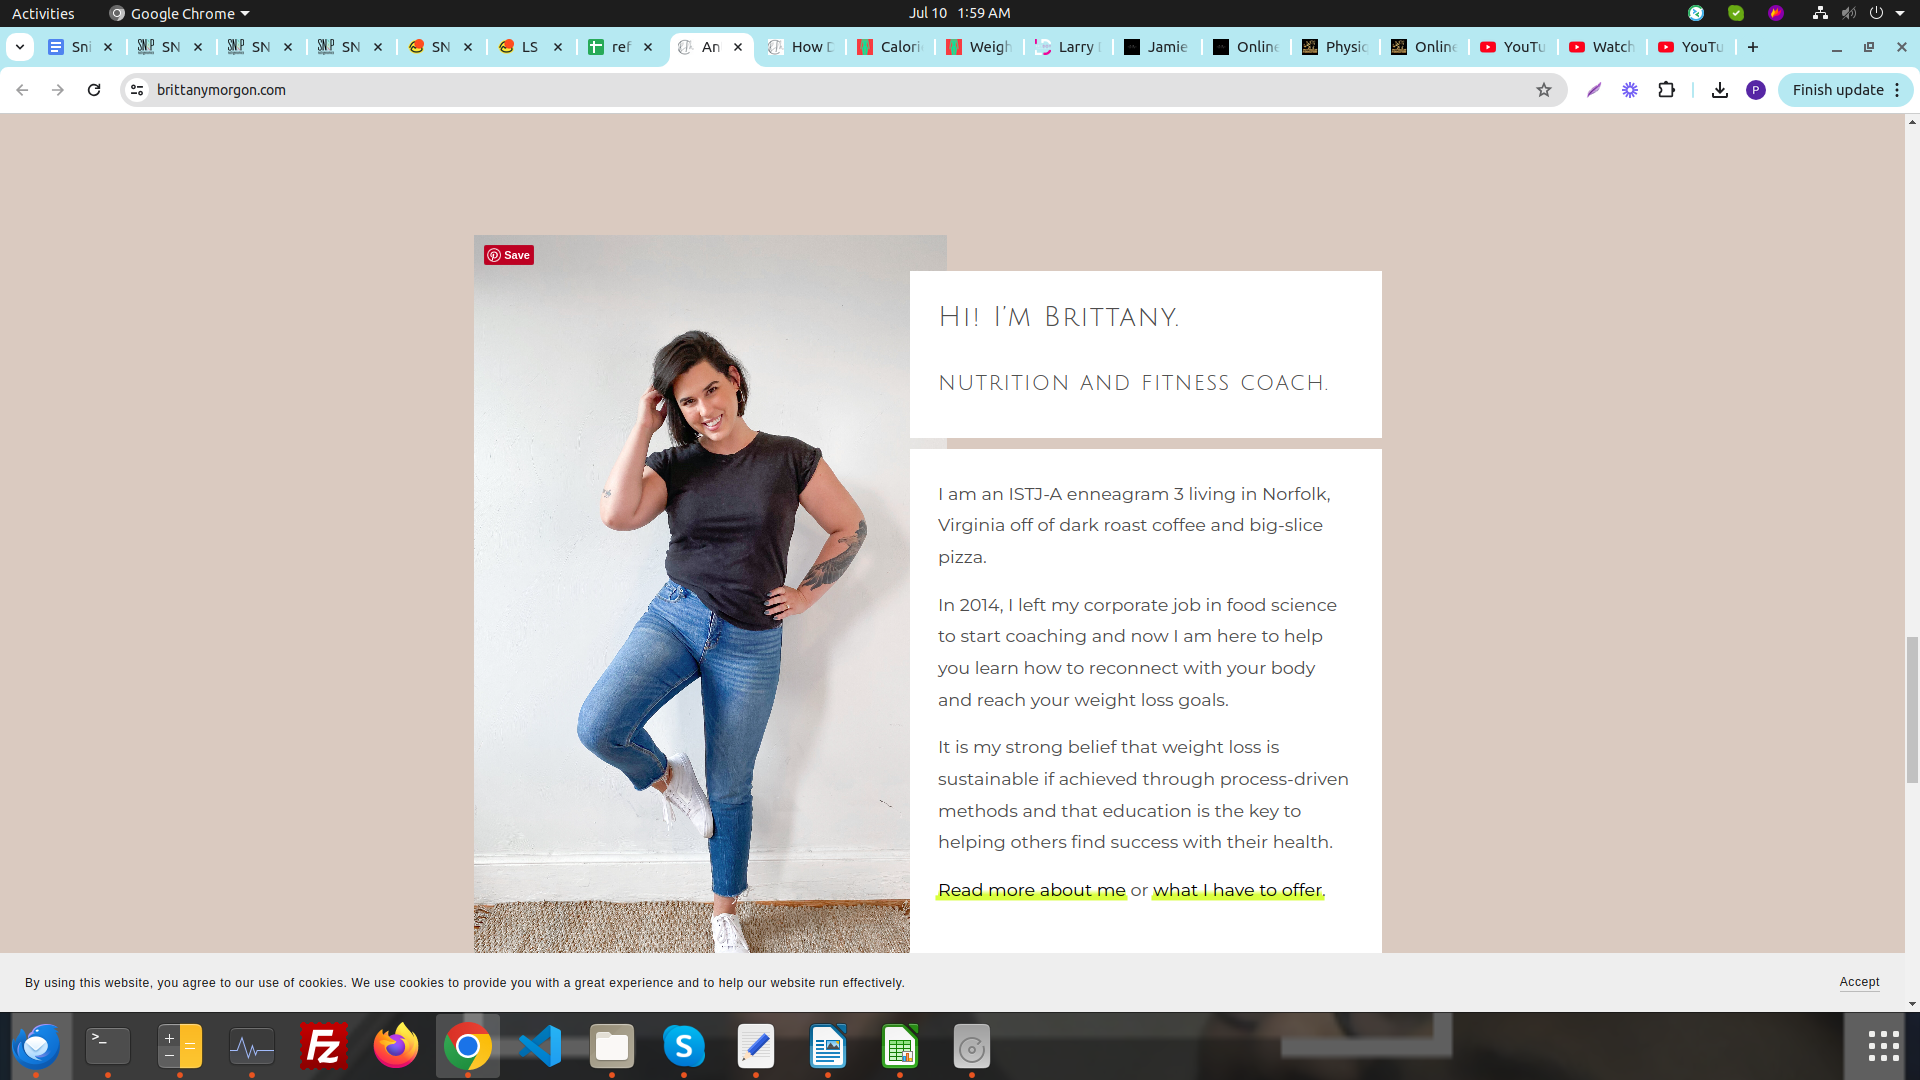 Activities
Google Chrome
Jul 10 1:59 AM
Sni
SN
SN
SN
SN
LS
ref
An
How D
Calori
Weigh
Larry
Jamie
Online
Physiq
Online
YouTu
Watch
YouTu
brittanymorgon.com
P
Finish update
Save
Hi! I'm Brittany.
nutrition and fitness coach.
I am an ISTJ-A enneagram 3 living in Norfolk,
Virginia off of dark roast coffee and big-slice
pizza.
In 2014, I left my corporate job in food science
to start coaching and now I am here to help
you learn how to reconnect with your body
and reach your weight loss goals.
It is my strong belief that weight loss is
sustainable if achieved through process-driven
methods and that education is the key to
helping others find success with their health.
Read more about me or what I have to offer.
By using this website, you agree to our use of cookies. We use cookies to provide you with a great experience and to help our website run effectively.
Accept